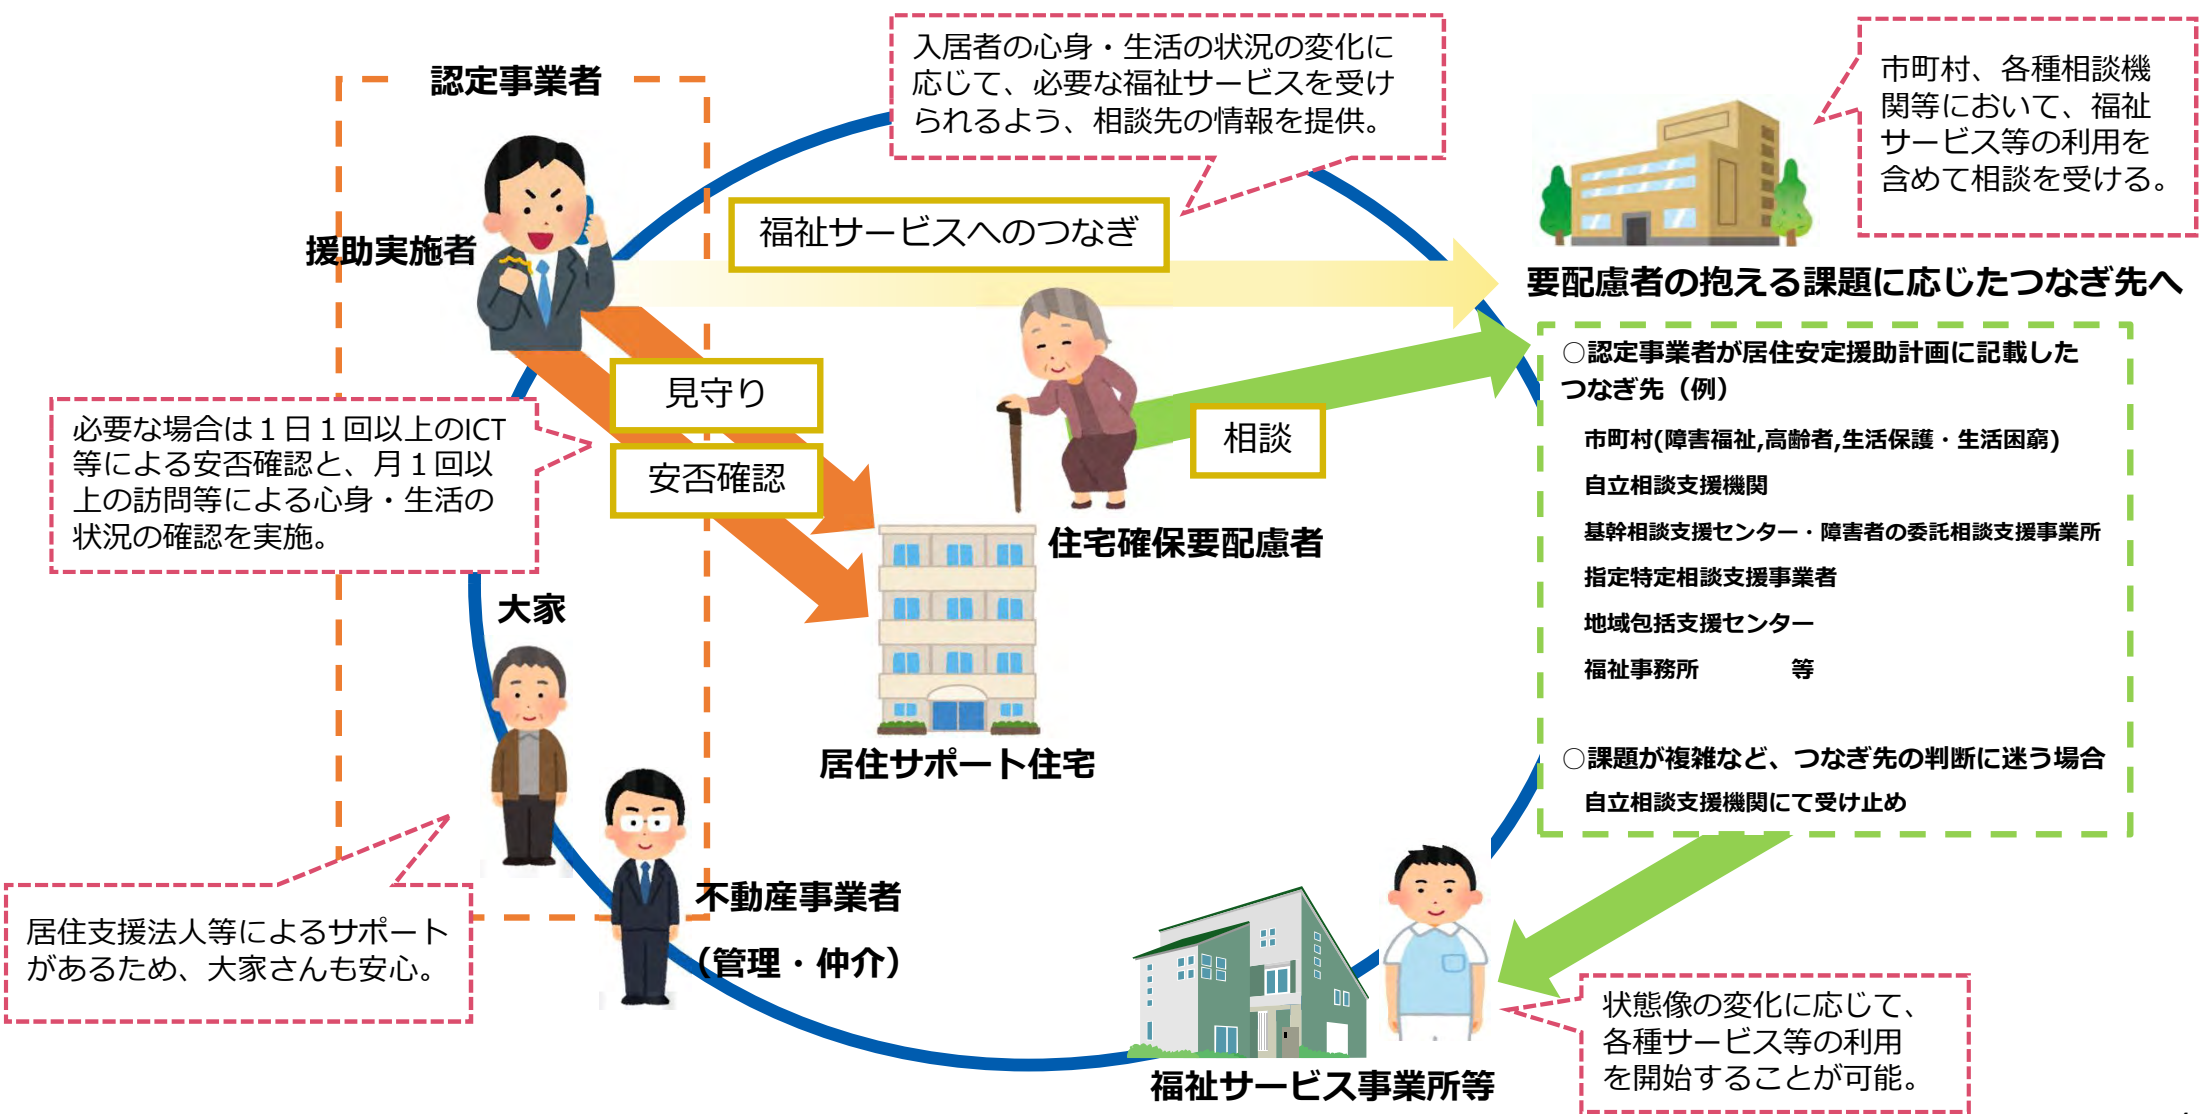 認定事業者
援助実施者
入居者の心身・生活の状況の変化に
応じて、必要な福祉サービスを受け
られるよう、相談先の情報を提供。
市町村、各種相談機
関等において、福祉
サービス等の利用を
含めて相談を受ける。
福祉サービスへのつなぎ
要配慮者の抱える課題に応じたつなぎ先へ
見守り
安否確認
相談
必要な場合は１日１回以上のICT
等による安否確認と、月１回以
上の訪問等による心身・生活の
状況の確認を実施。
住宅確保要配慮者
○認定事業者が居住安定援助計画に記載した
つなぎ先（例）
市町村(障害福祉,高齢者,生活保護・生活困窮)
自立相談支援機関
基幹相談支援センター・障害者の委託相談支援事業所
指定特定相談支援事業者
地域包括支援センター
福祉事務所　　　　等
○課題が複雑など、つなぎ先の判断に迷う場合
自立相談支援機関にて受け止め
大家
居住サポート住宅
不動産事業者
（管理・仲介）
居住支援法人等によるサポート
があるため、大家さんも安心。
福祉サービス事業所等
状態像の変化に応じて、
各種サービス等の利用
を開始することが可能。